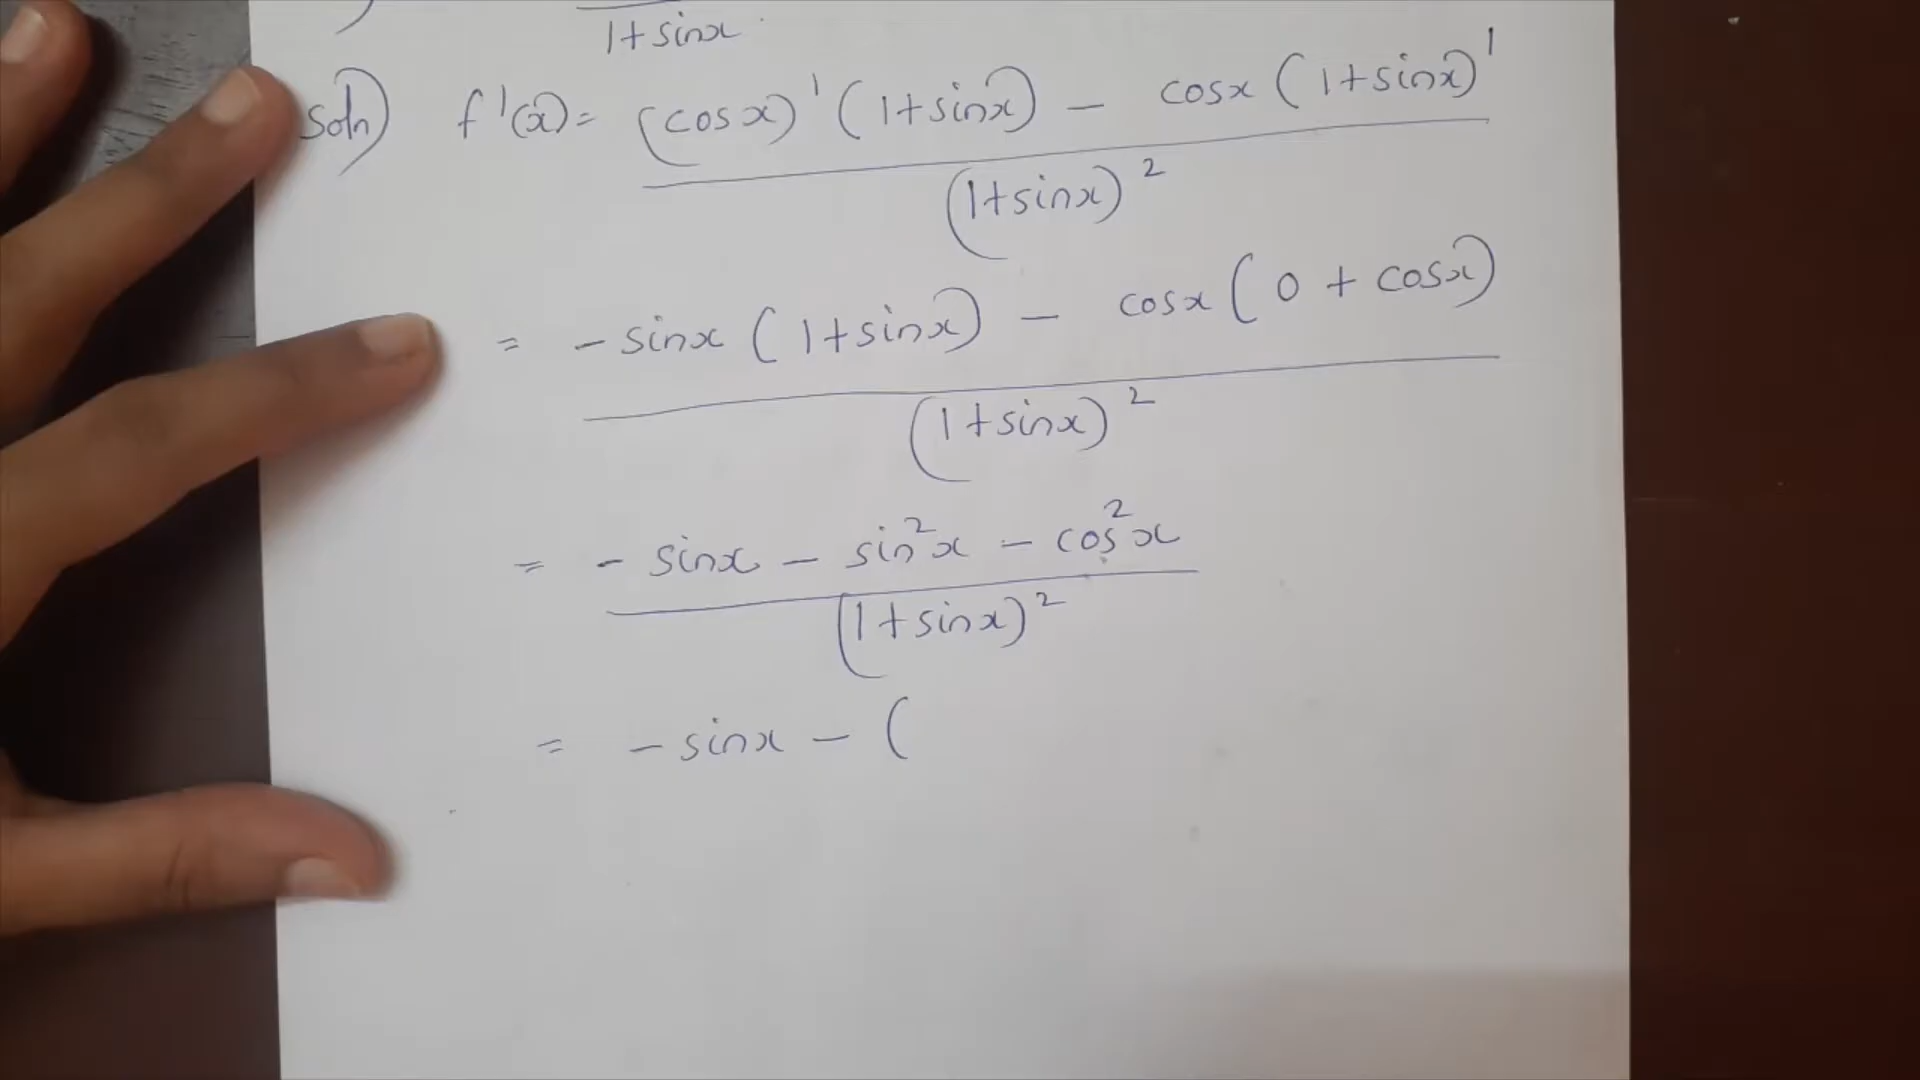 1+sinx
soln) f'(x) = (cosx)' (1+sinx) - cosx (1+sinx)'
(1+sinx)²
= -sinx (1+sinx) - cosx (0 + cosx)
(1+sinx)²
= -sinx - sin²x - cos²x
(1+sinx)²
= -sinx - (